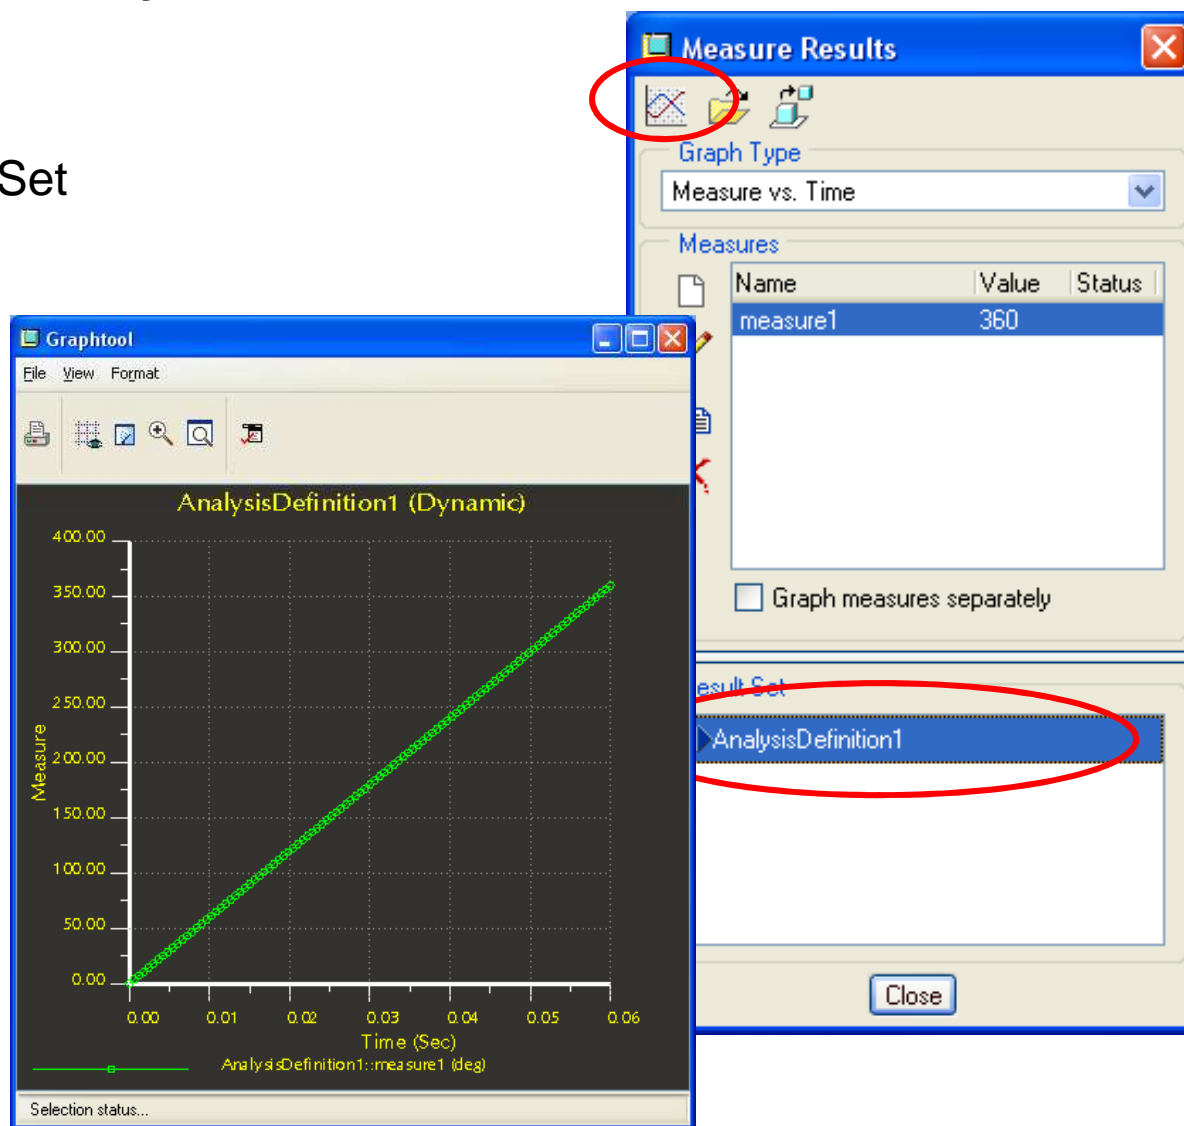 Set
Measure Results
Graph Type
Measure vs. Time
Measures
Name Value Status
measure1 360
Graph measures separately
AnalysisDefinition1
Close
Graphtool
File View Format
AnalysisDefinition1 (Dynamic)
400.00
350.00
300.00
250.00
200.00
150.00
100.00
50.00
0.00
Measure
0.00 0.01 0.02 0.03 0.04 0.05 0.06
Time (Sec)
AnalysisDefinition1::measure1 (deg)
Selection status...